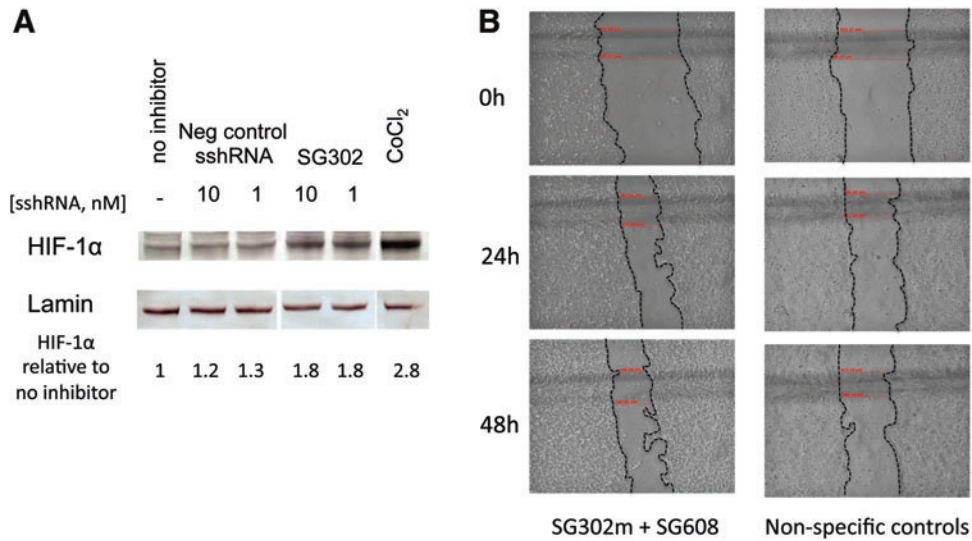 A
no inhibitor
Neg control
sshRNA
SG302
CoCl₂
[sshRNA, nM]
- 10 1 10 1
HIF-1α
Lamin
HIF-1α
relative to
no inhibitor
1 1.2 1.3 1.8 1.8 2.8
B
0h
24h
48h
SG302m + SG608
Non-specific controls